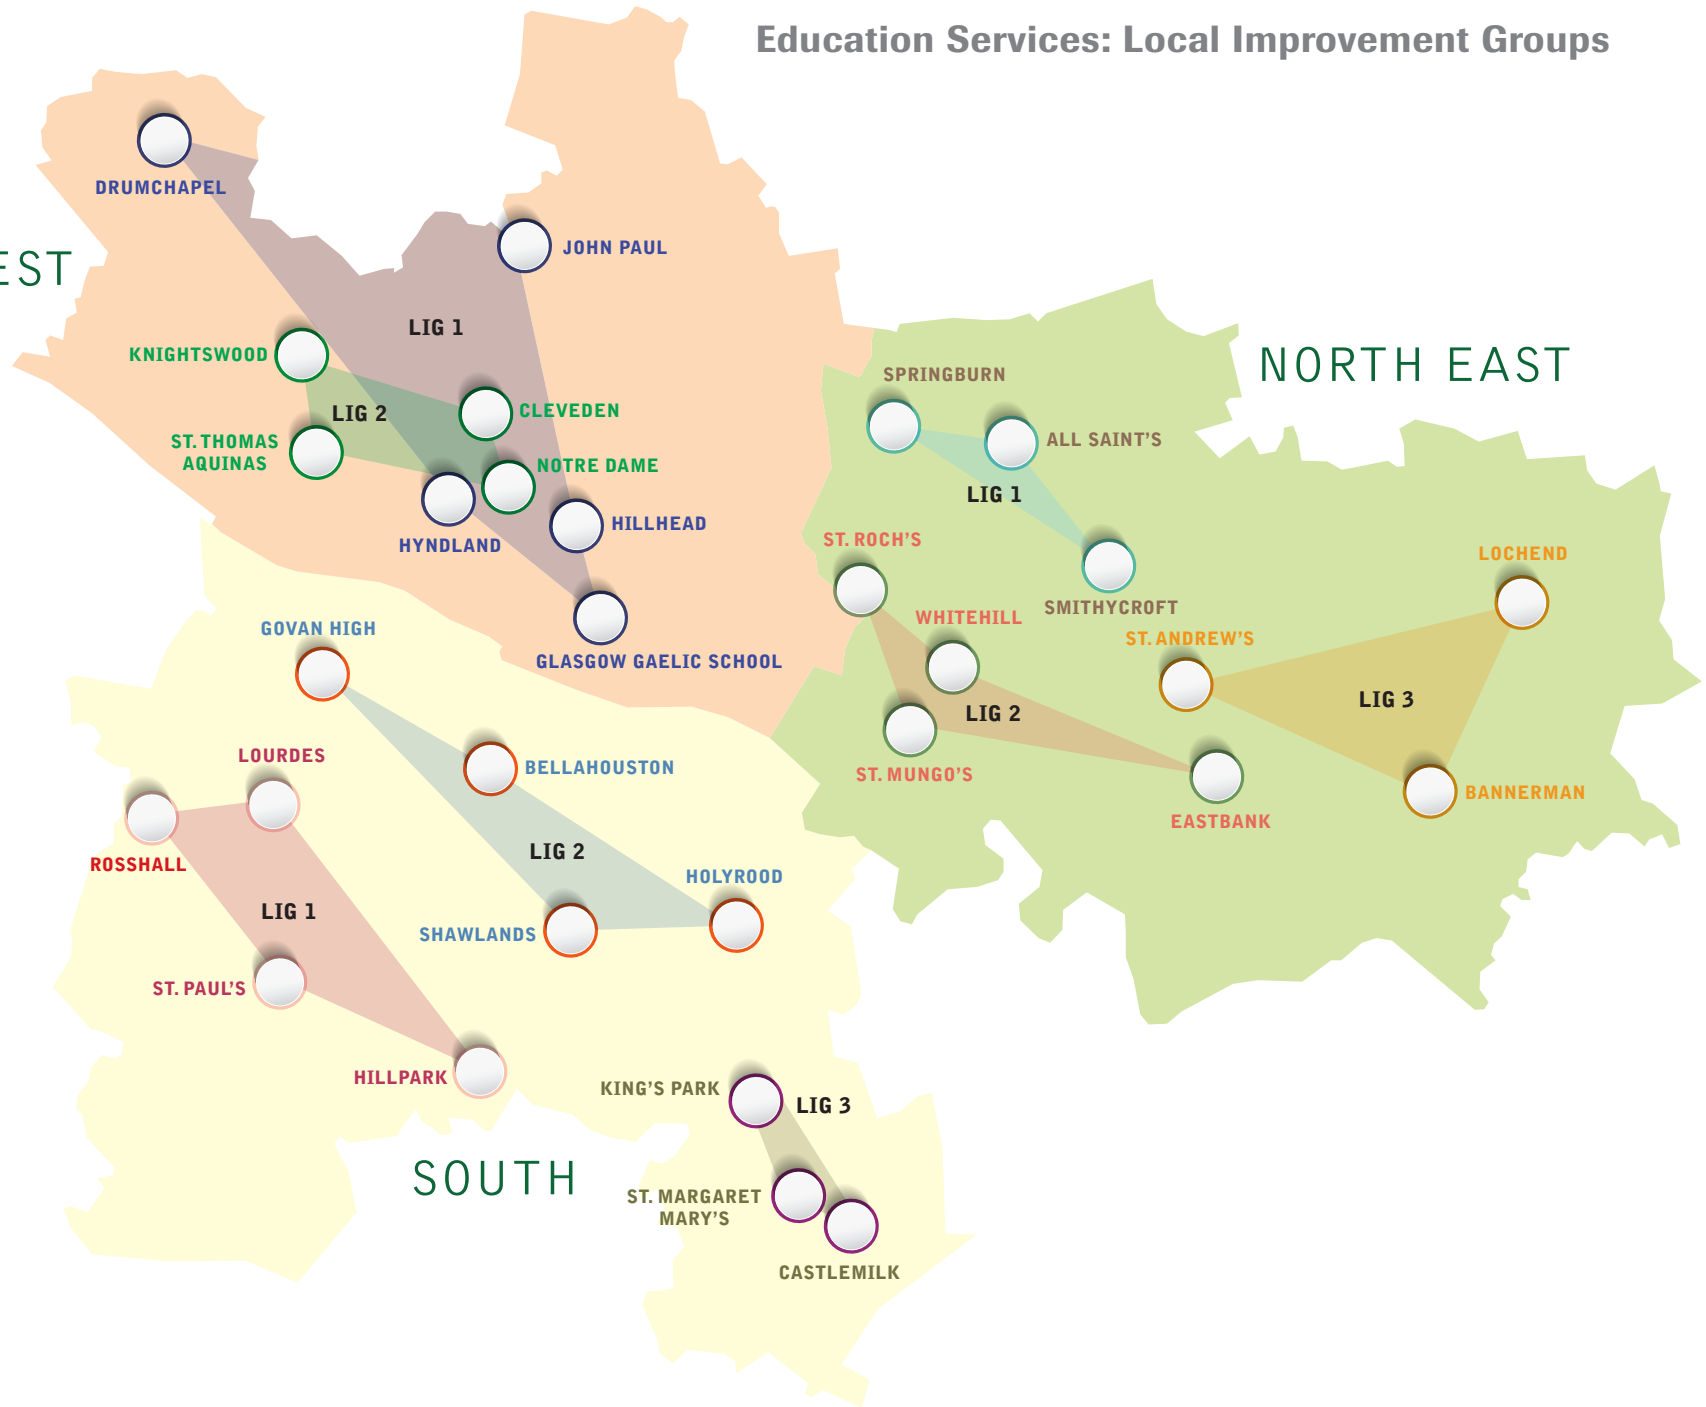 Education Services: Local Improvement Groups
DRUMCHAPEL
JOHN PAUL
EST
LIG 1
KNIGHTSWOOD
LIG 2
CLEVEDEN
ST. THOMAS
AQUINAS
NOTRE DAME
HYNDLAND
HILLHEAD
GLASGOW GAELIC SCHOOL
NORTH EAST
SPRINGBURN
ALL SAINT'S
LIG 1
SMITHYCROFT
ST. ROCH'S
WHITEHILL
LIG 2
ST. MUNGO'S
EASTBANK
LOCHEND
ST. ANDREW'S
LIG 3
BANNERMAN
GOVAN HIGH
BELLAHOUSTON
LIG 2
HOLYROOD
SHAWLANDS
LOURDES
ROSSHALL
LIG 1
ST. PAUL'S
HILLPARK
KING'S PARK
LIG 3
SOUTH
ST. MARGARET
MARY'S
CASTLEMILK